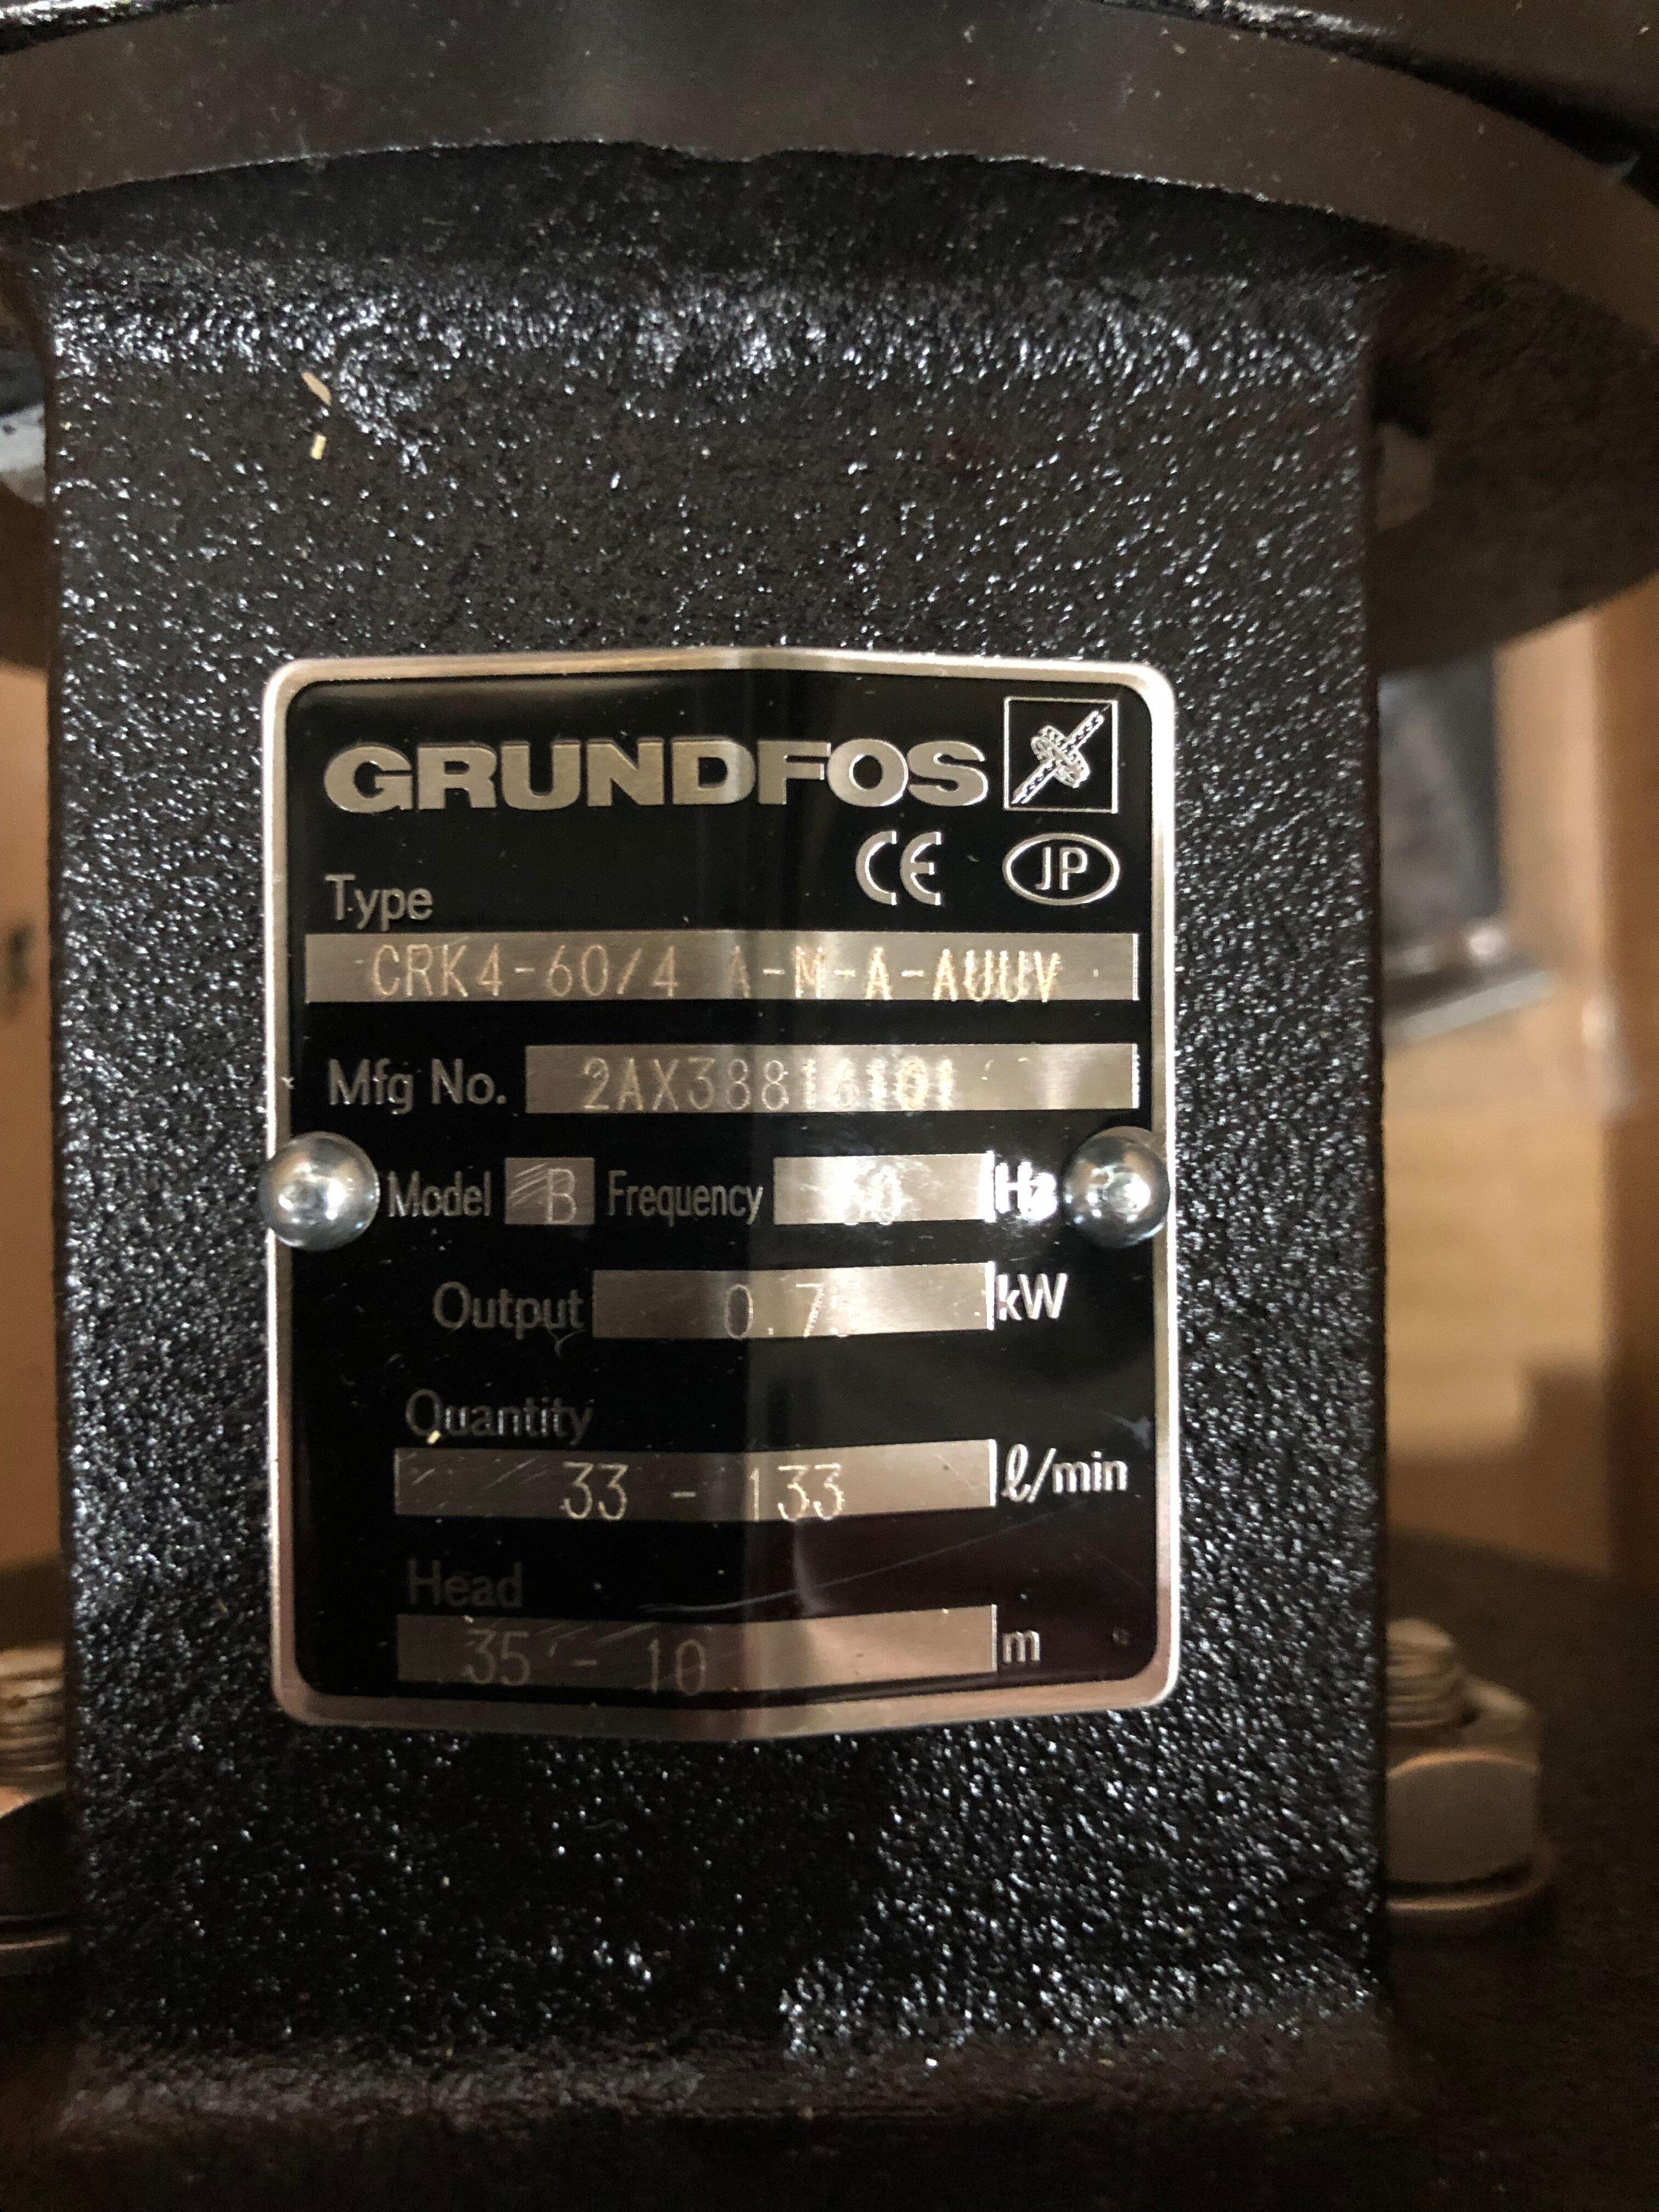 GRUNDFOS
CE JP
Type
CRK4-60/4 A-M-A-AUUV
Mfg No.
Model B Frequency Hz
Output kW
Quantity
33 - 133 ℓ/min
Head
35 - 10 m